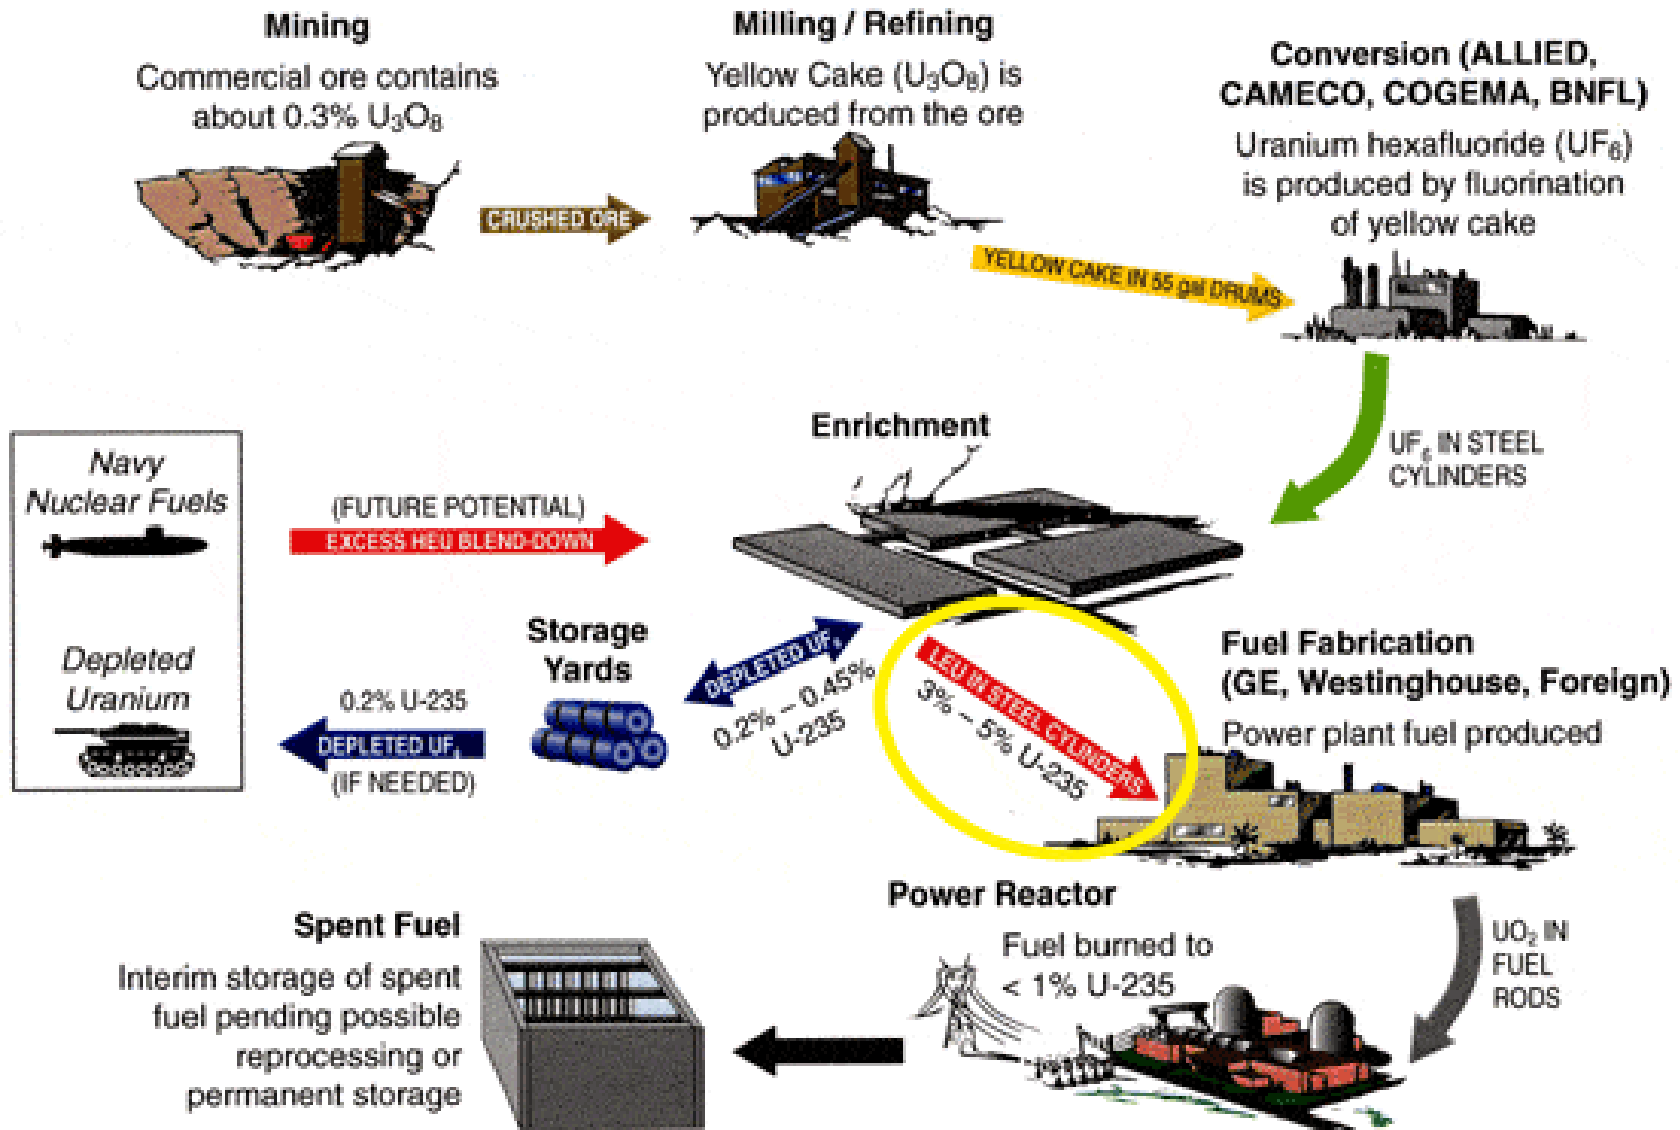 Mining
Commercial ore contains
about 0.3% U₃O₈
CRUSHED ORE
Milling / Refining
Yellow Cake (U₃O₈) is
produced from the ore
YELLOW CAKE IN 55 gal DRUMS
Conversion (ALLIED,
CAMECO, COGEMA, BNFL)
Uranium hexafluoride (UF₆)
is produced by fluorination
of yellow cake
UF₆ IN STEEL
CYLINDERS
Enrichment
Navy
Nuclear Fuels
(FUTURE POTENTIAL)
EXCESS HEU BLEND-DOWN
Depleted
Uranium
0.2% U-235
DEPLETED UF₆
(IF NEEDED)
Storage
Yards
DEPLETED UF₆
0.2% – 0.45%
U-235
LEU IN STEEL CYLINDERS
3% – 5% U-235
Fuel Fabrication
(GE, Westinghouse, Foreign)
Power plant fuel produced
UO₂ IN
FUEL
RODS
Power Reactor
Fuel burned to
< 1% U-235
Spent Fuel
Interim storage of spent
fuel pending possible
reprocessing or
permanent storage